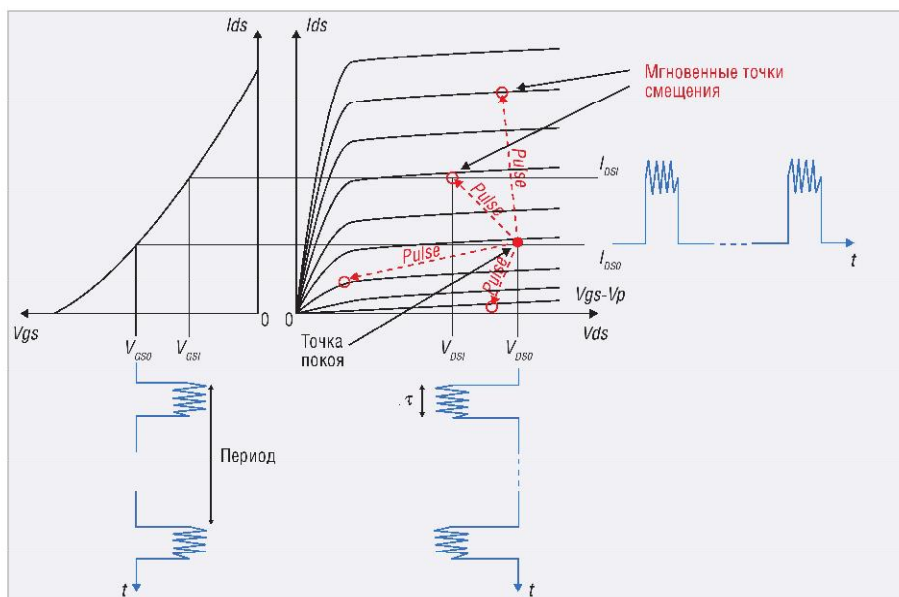 Ids
Ids
Мгновенные точки
смещения
Pulse
I_DSI
Pulse
Pulse
I_DS0
t
Pulse
Vgs-Vp
Vgs
0
0
Vds
V_GS0
V_GSI
Точка
покоя
V_DSI
V_DS0
τ
Период
t
t